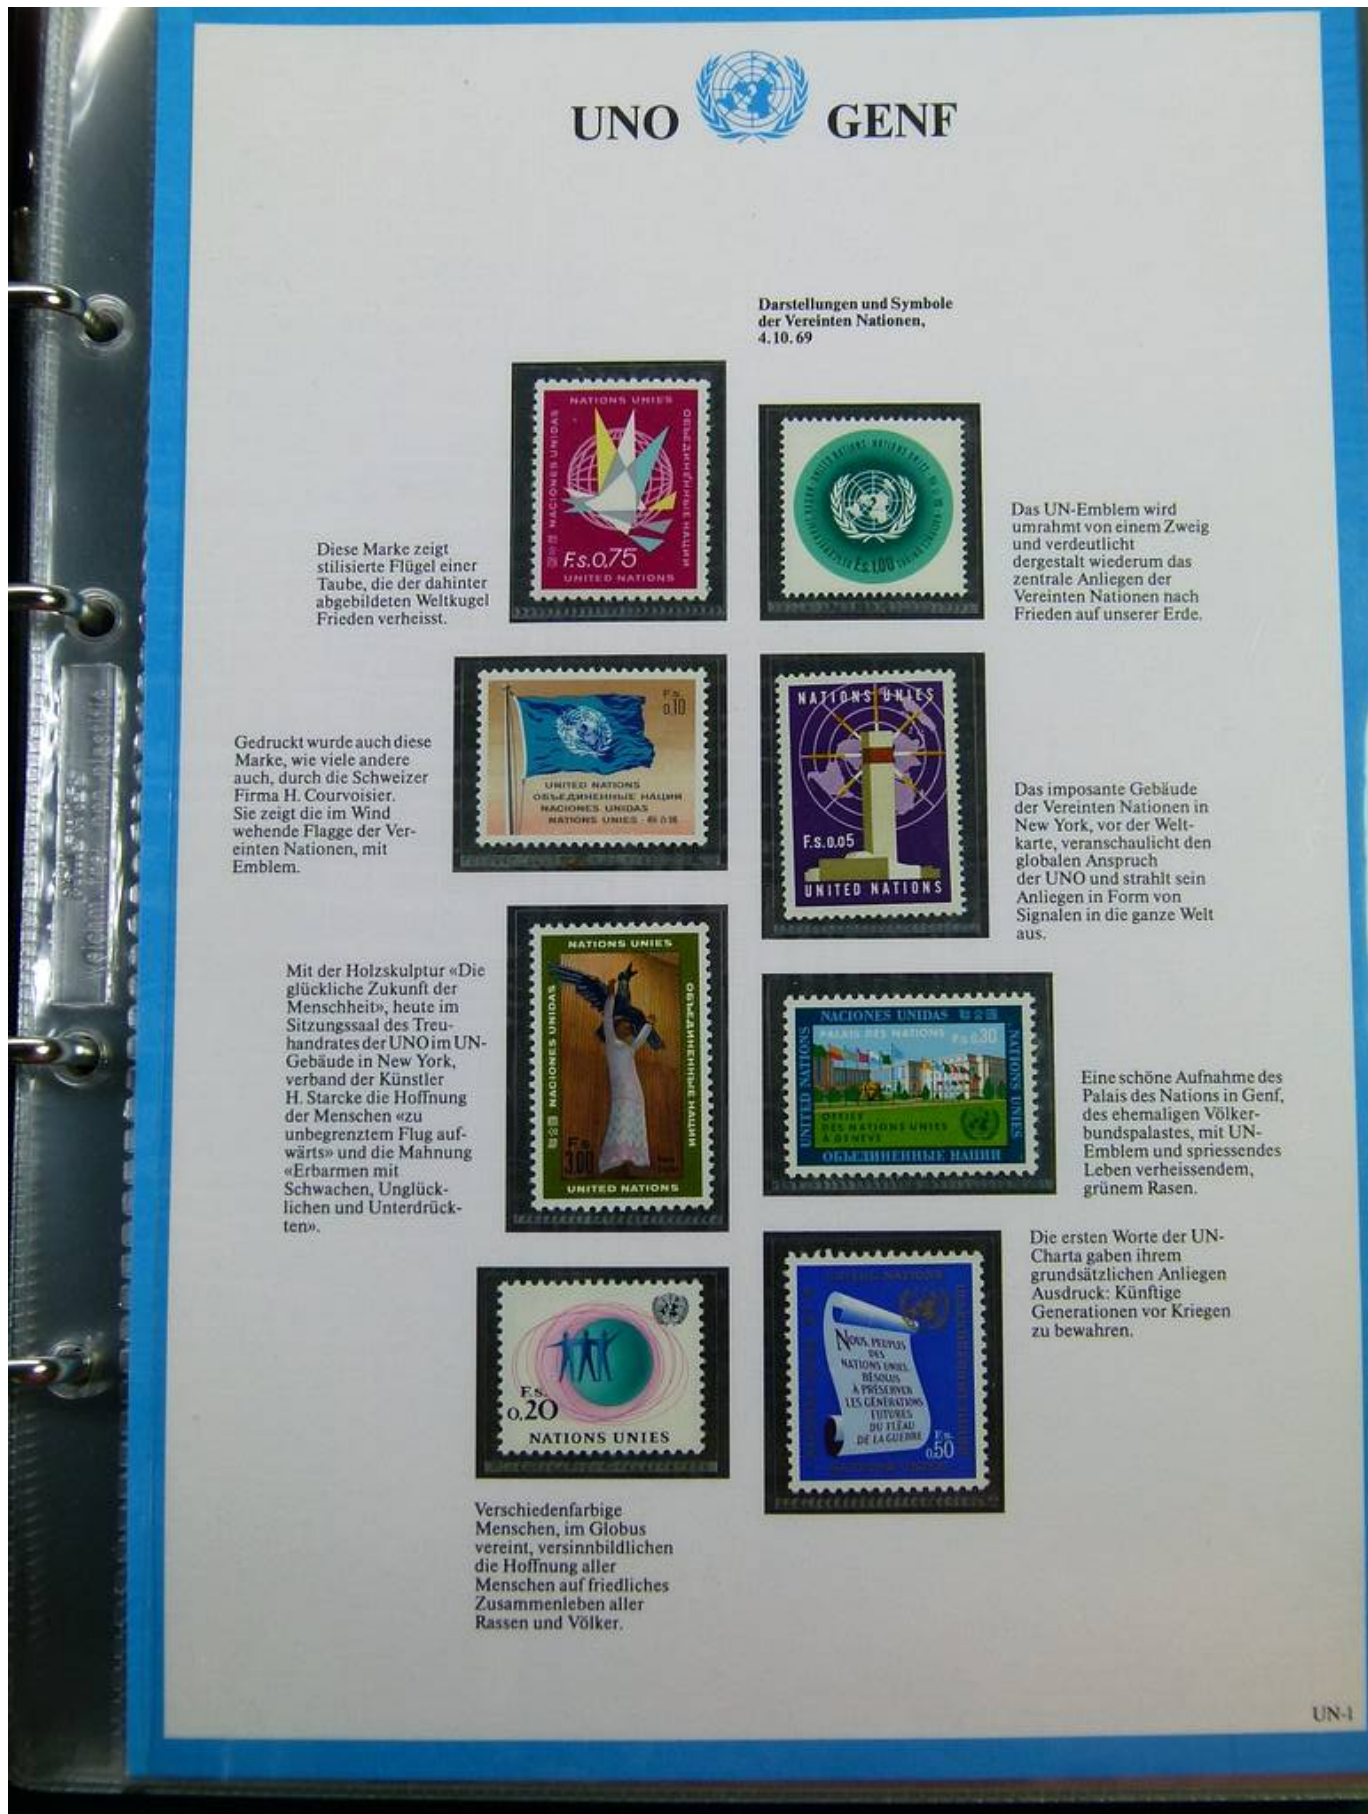 UNO GENF
Darstellungen und Symbole
der Vereinten Nationen,
4.10.69
NATIONS UNIES
NACIONES UNIDAS
ОБЪЕДИНЕННЫЕ НАЦИИ
F.s.0,75
UNITED NATIONS
Diese Marke zeigt
stilisierte Flügel einer
Taube, die der dahinter
abgebildeten Weltkugel
Frieden verheisst.
F.s.1,00
Das UN-Emblem wird
umrahmt von einem Zweig
und verdeutlicht
dergestalt wiederum das
zentrale Anliegen der
Vereinten Nationen nach
Frieden auf unserer Erde.
F.s.
0,10
UNITED NATIONS
ОБЪЕДИНЕННЫЕ НАЦИИ
NACIONES UNIDAS
NATIONS UNIES
Gedruckt wurde auch diese
Marke, wie viele andere
auch, durch die Schweizer
Firma H. Courvoisier.
Sie zeigt die im Wind
wehende Flagge der Ver-
einten Nationen, mit
Emblem.
NATIONS UNIES
F.s.0,05
UNITED NATIONS
Das imposante Gebäude
der Vereinten Nationen in
New York, vor der Welt-
karte, veranschaulicht den
globalen Anspruch
der UNO und strahlt sein
Anliegen in Form von
Signalen in die ganze Welt
aus.
Mit der Holzskulptur «Die
glückliche Zukunft der
Menschheit», heute im
Sitzungssaal des Treu-
handrates der UNO im UN-
Gebäude in New York,
verband der Künstler
H. Starcke die Hoffnung
der Menschen «zu
unbegrenztem Flug auf-
wärts» und die Mahnung
«Erbarmen mit
Schwachen, Unglück-
lichen und Unterdrück-
ten».
NATIONS UNIES
NACIONES UNIDAS
ОБЪЕДИНЕННЫЕ НАЦИИ
F.s.
3,00
UNITED NATIONS
NACIONES UNIDAS
PALAIS DES NATIONS F.s.0,30
UNITED NATIONS
NATIONS UNIES
OFFICE
DES NATIONS UNIES
À GENÈVE
ОБЪЕДИНЕННЫЕ НАЦИИ
Eine schöne Aufnahme des
Palais des Nations in Genf,
des ehemaligen Völker-
bundspalastes, mit UN-
Emblem und spriessendes
Leben verheissendem,
grünem Rasen.
F.s.
0,20
NATIONS UNIES
Verschiedenfarbige
Menschen, im Globus
vereint, versinnbildlichen
die Hoffnung aller
Menschen auf friedliches
Zusammenleben aller
Rassen und Völker.
NOUS, PEUPLES
DES
NATIONS UNIES,
RÉSOLUS
À PRÉSERVER
LES GÉNÉRATIONS
FUTURES
DU FLÉAU
DE LA GUERRE
F.s.
0,50
Die ersten Worte der UN-
Charta gaben ihrem
grundsätzlichen Anliegen
Ausdruck: Künftige
Generationen vor Kriegen
zu bewahren.
UN-1